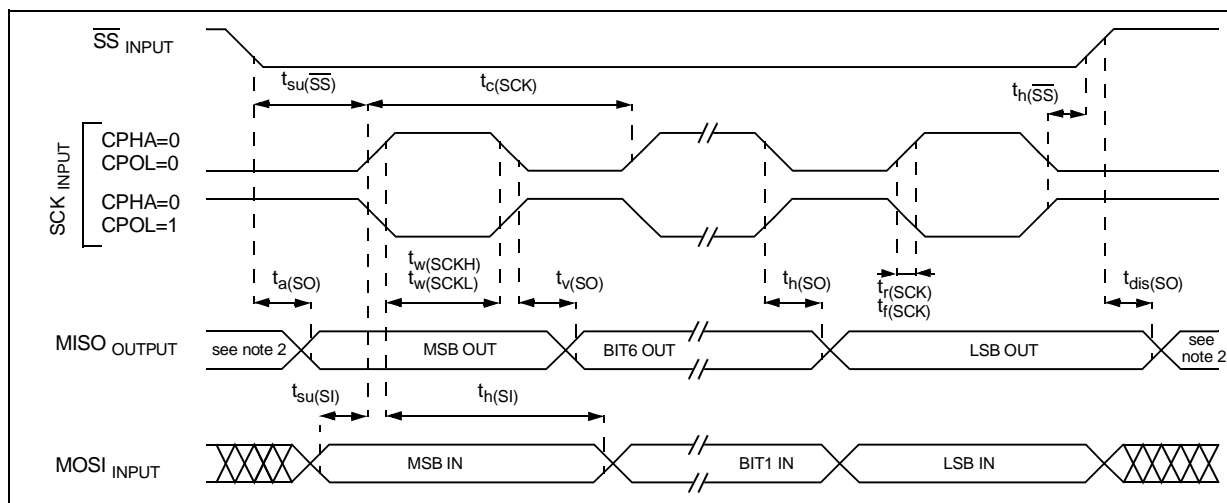 SS INPUT
tsu(SS)
tc(SCK)
th(SS)
SCK INPUT
CPHA=0
CPOL=0
CPHA=0
CPOL=1
ta(SO)
tw(SCKH)
tw(SCKL)
tv(SO)
th(SO)
tr(SCK)
tf(SCK)
tdis(SO)
MISO OUTPUT
see note 2
MSB OUT
BIT6 OUT
LSB OUT
see
note 2
tsu(SI)
th(SI)
MOSI INPUT
MSB IN
BIT1 IN
LSB IN